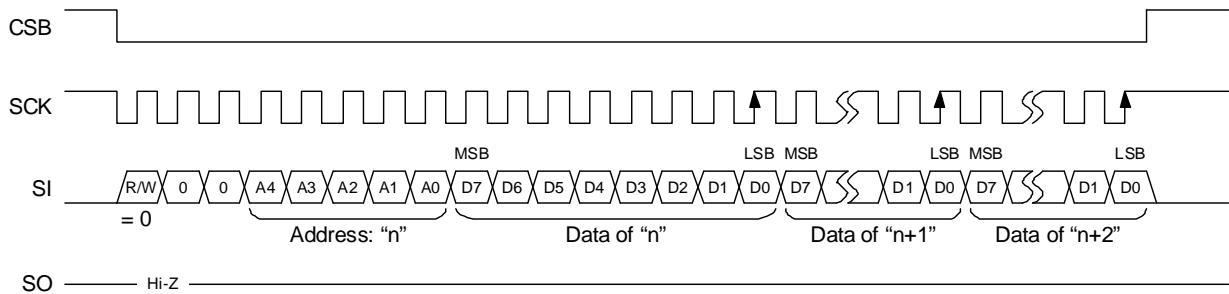 CSB
SCK
MSB LSB MSB LSB MSB LSB
SI R/W 0 0 A4 A3 A2 A1 A0 D7 D6 D5 D4 D3 D2 D1 D0 D7 D1 D0 D7 D1 D0
= 0
Address: “n” Data of “n” Data of “n+1” Data of “n+2”
SO Hi-Z